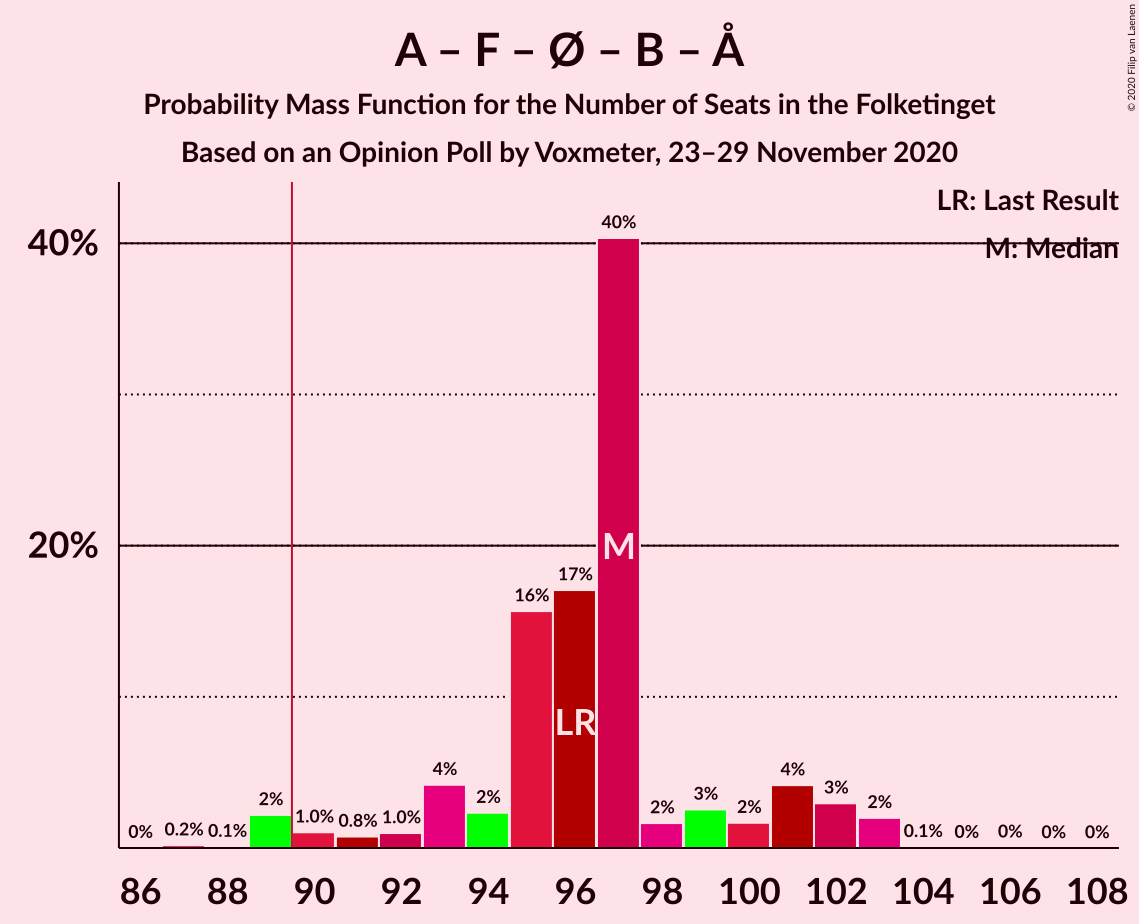 A – F – Ø – B – Å
Probability Mass Function for the Number of Seats in the Folketinget
Based on an Opinion Poll by Voxmeter, 23–29 November 2020
© 2020 Filip van Laenen
LR: Last Result
M: Median
40%
20%
0% 0.2% 0.1% 2% 1.0% 0.8% 1.0% 4% 2% 16% 17% 40% 2% 3% 2% 4% 3% 2% 0.1% 0% 0% 0% 0%
M
LR
86 88 90 92 94 96 98 100 102 104 106 108